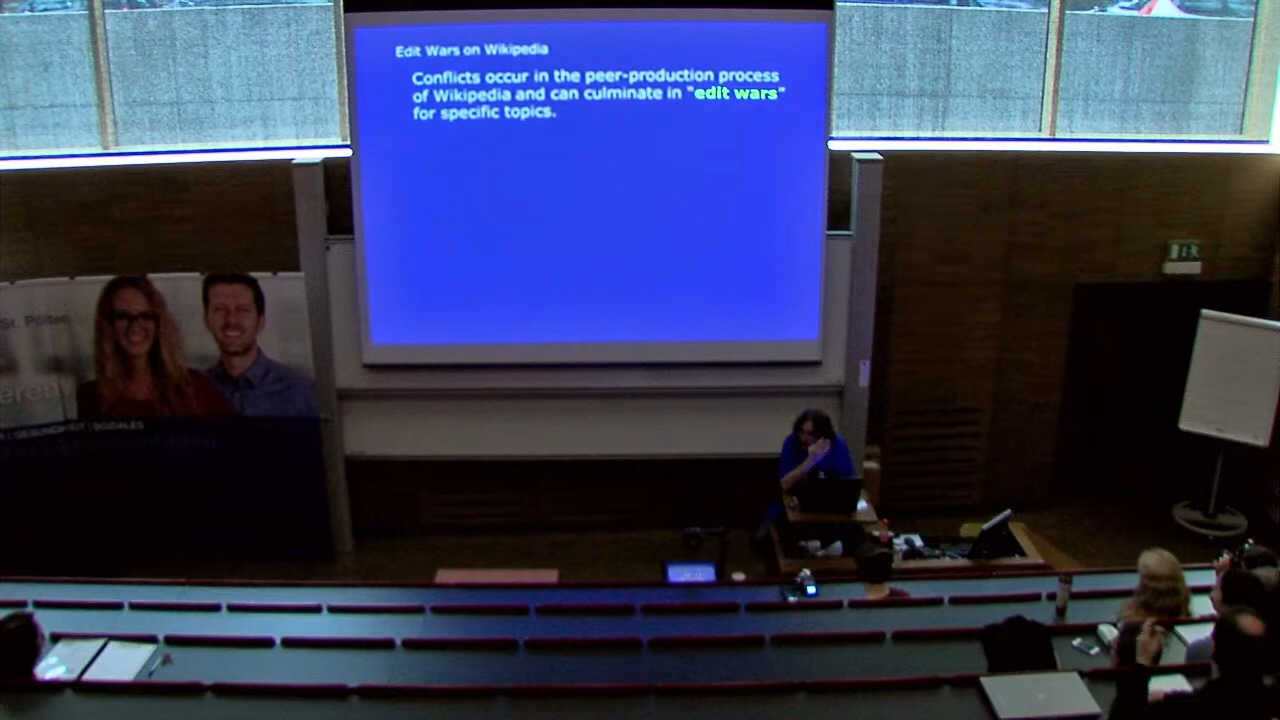 Edit Wars on Wikipedia
Conflicts occur in the peer-production process
of Wikipedia and can culminate in "edit wars"
for specific topics.
St. Pölten
GESUNDHEIT | SOZIALES